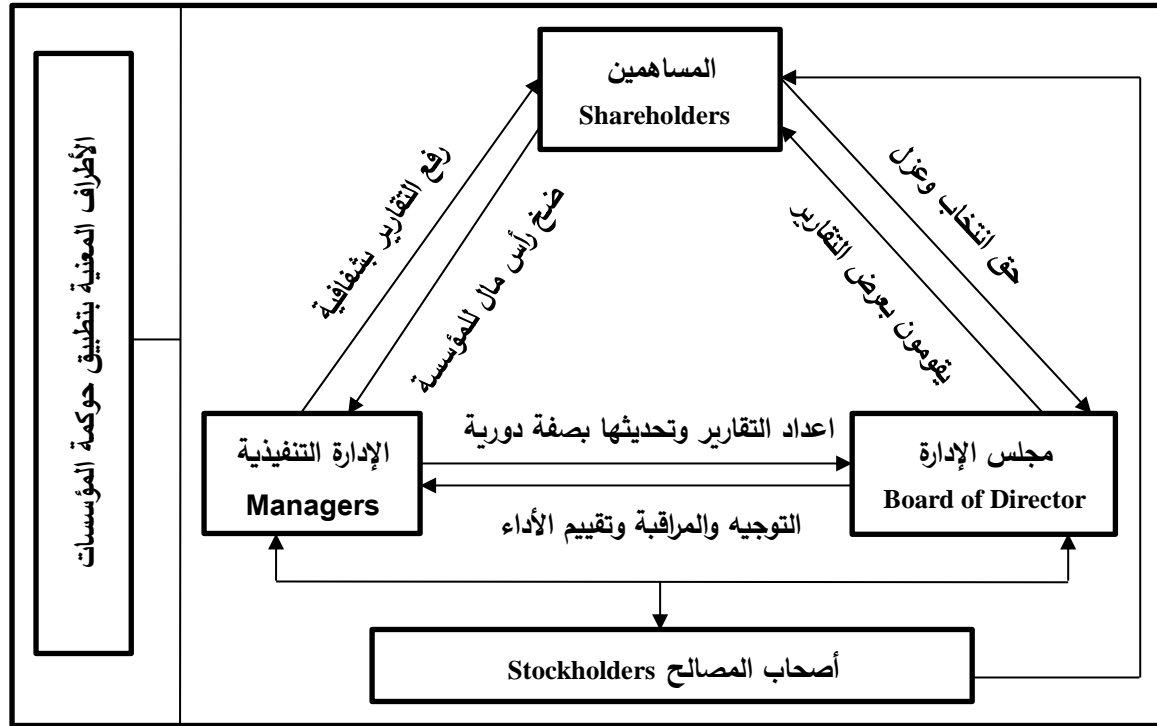 المساهمين
Shareholders
رفع التقارير بشفافية
ضخ رأس مال للمؤسسة
حق انتخاب وعزل
يقومون بعرض التقارير
الإدارة التنفيذية
Managers
اعداد التقارير وتحديثها بصفة دورية
التوجيه والمراقبة وتقييم الأداء
مجلس الإدارة
Board of Director
أصحاب المصالح Stockholders
الأطراف المعنية بتطبيق حوكمة المؤسسات